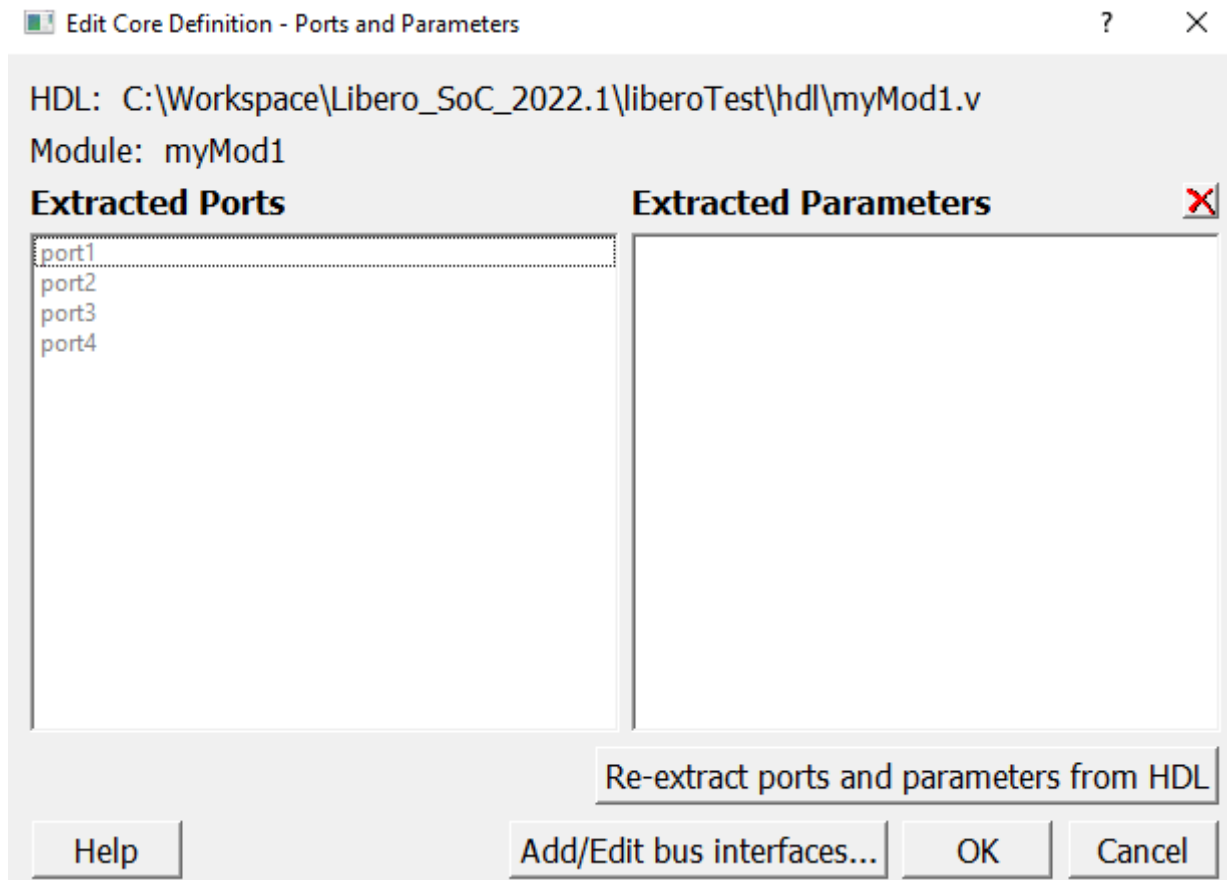 Edit Core Definition - Ports and Parameters
HDL: C:\Workspace\Libero_SoC_2022.1\liberoTest\hdl\myMod1.v
Module: myMod1
Extracted Ports
port1
port2
port3
port4
Extracted Parameters
Re-extract ports and parameters from HDL
Help
Add/Edit bus interfaces...
OK
Cancel